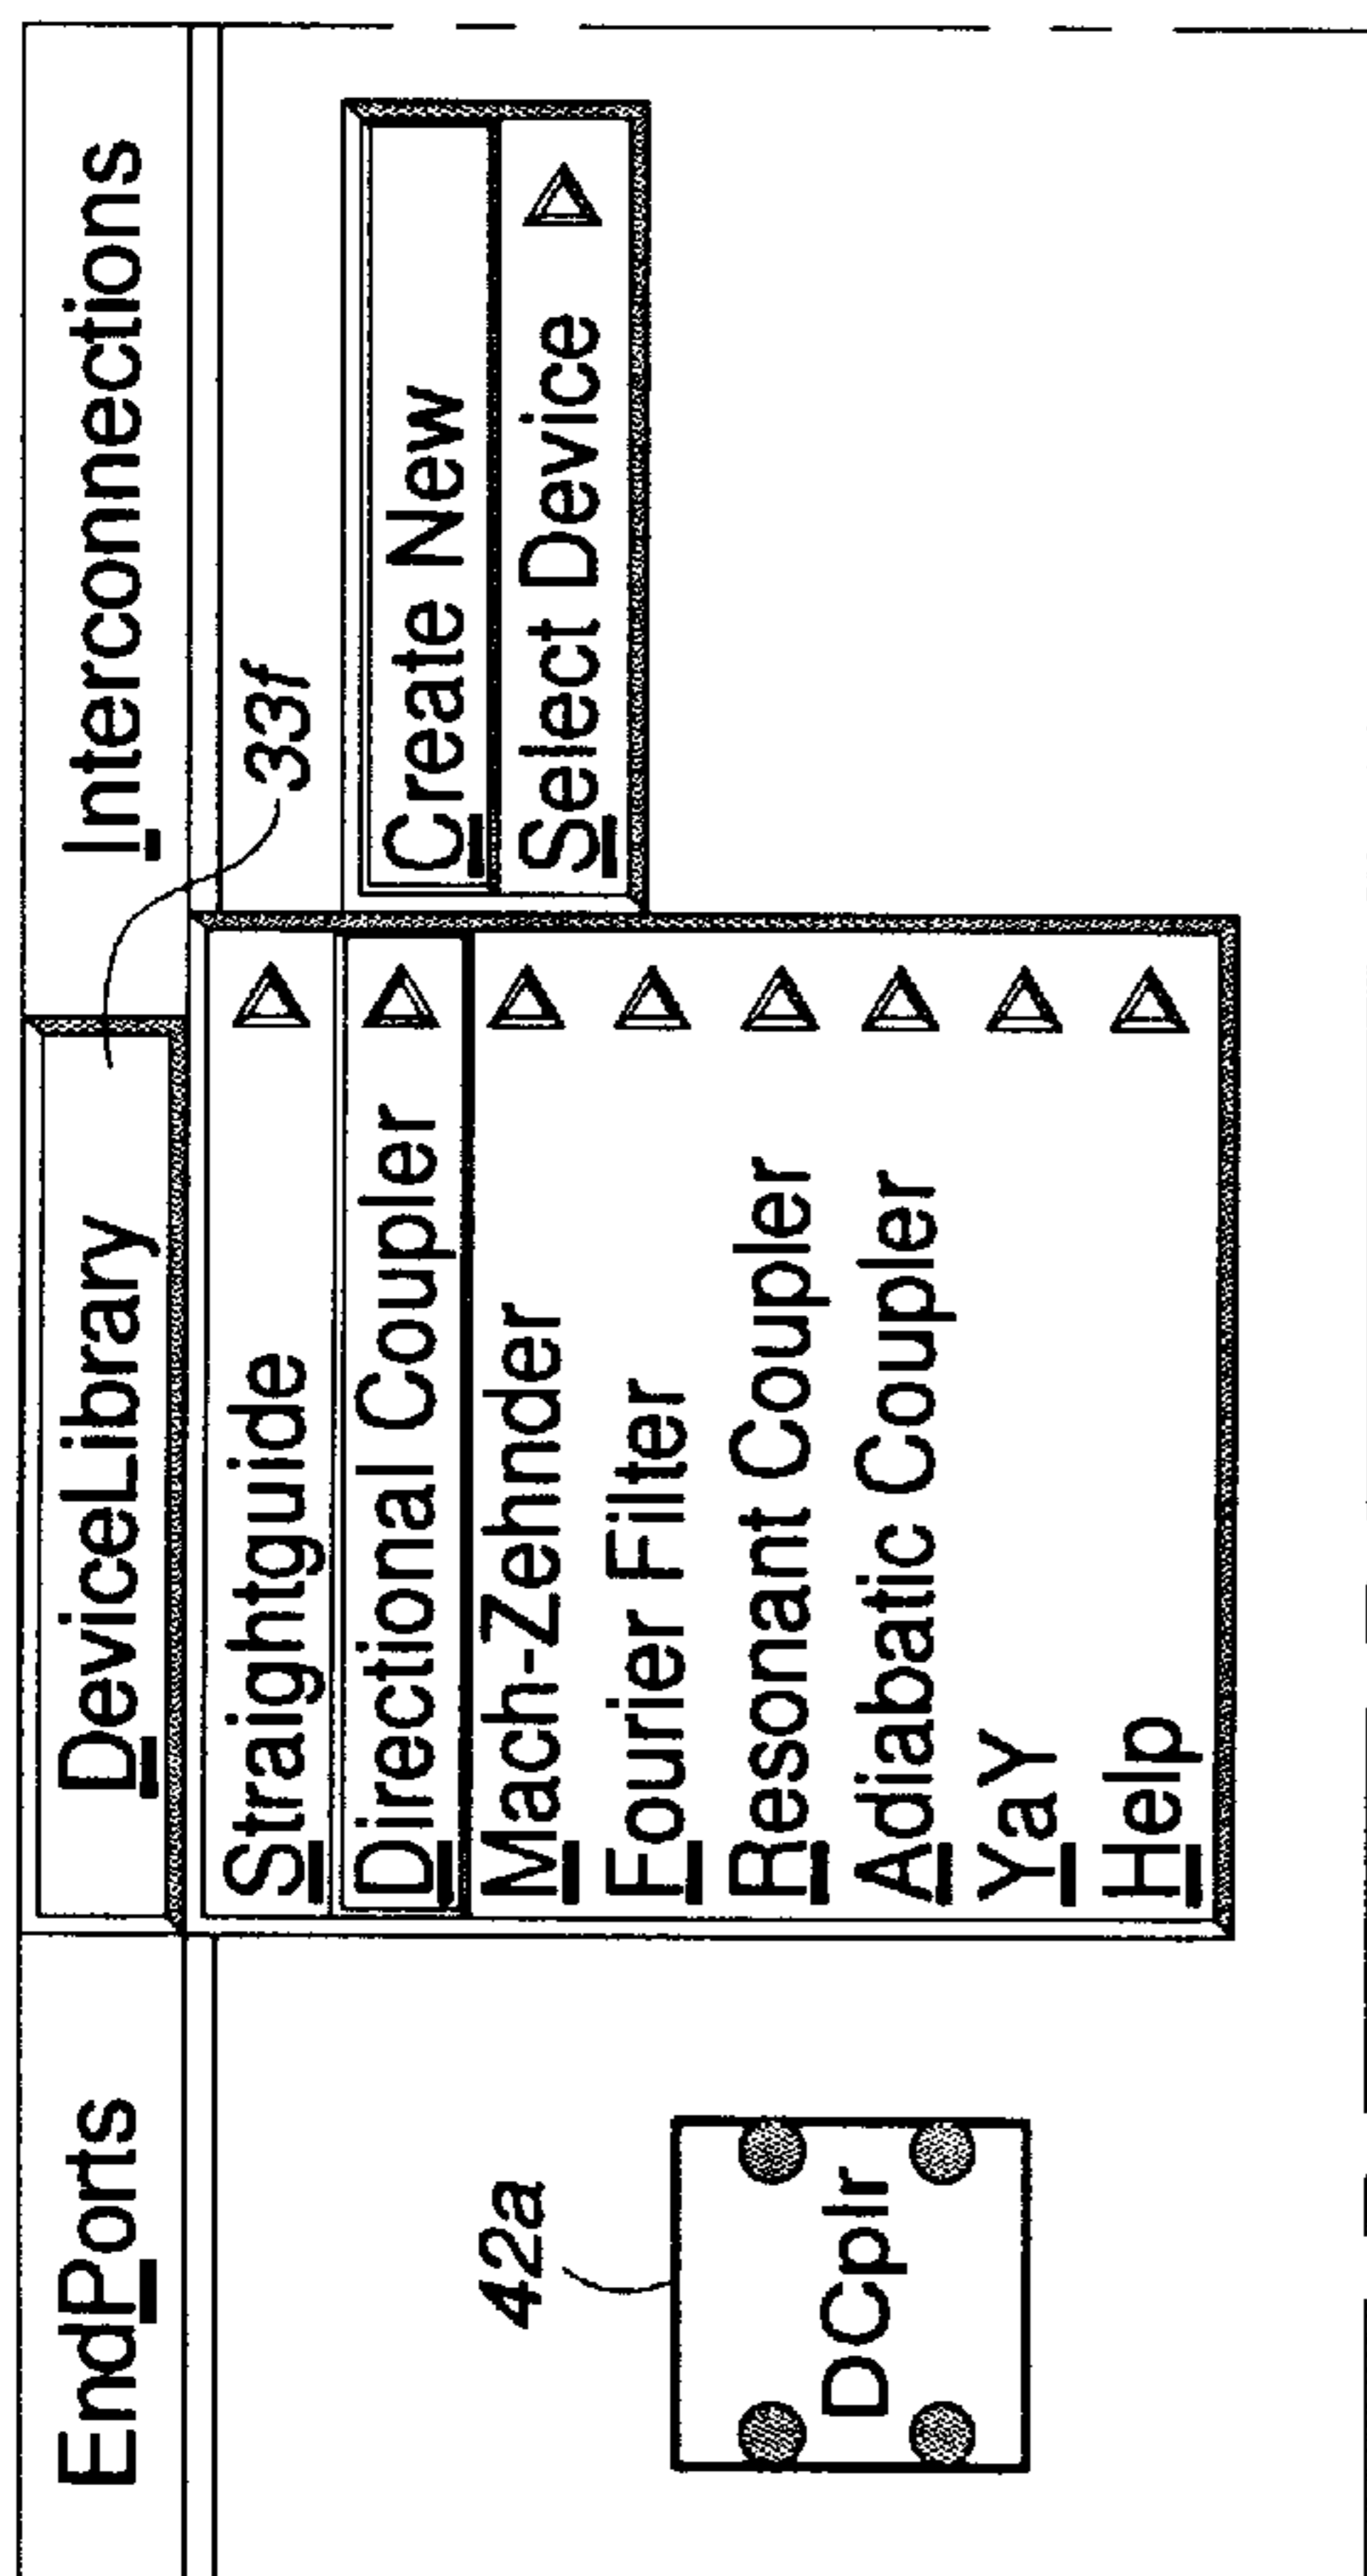 EndPorts DeviceLibrary Interconnections
33f
Straightguide
Directional Coupler
Mach-Zehnder
Fourier Filter
Resonant Coupler
Adiabatic Coupler
YaY
Help
Create New
Select Device
42a
DCplr